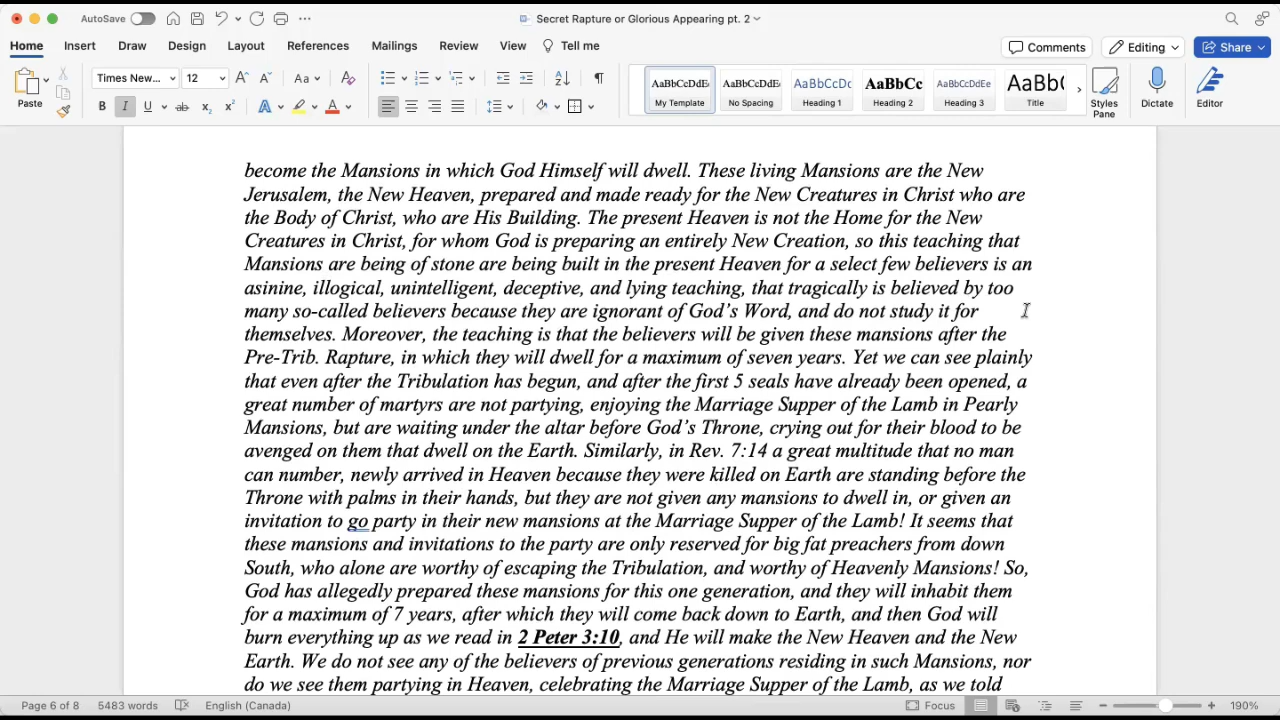 AutoSave
Secret Rapture or Glorious Appearing pt. 2
Home Insert Draw Design Layout References Mailings Review View Tell me
Comments Editing Share
Paste
Times New... 12
AaBbCcDdEe AaBbCcDdEe AaBbCcDc AaBbCc AaBbCcDdEe AaBb(
My Template No Spacing Heading 1 Heading 2 Heading 3 Title
Styles Pane
Dictate
Editor
become the Mansions in which God Himself will dwell. These living Mansions are the New
Jerusalem, the New Heaven, prepared and made ready for the New Creatures in Christ who are
the Body of Christ, who are His Building. The present Heaven is not the Home for the New
Creatures in Christ, for whom God is preparing an entirely New Creation, so this teaching that
Mansions are being of stone are being built in the present Heaven for a select few believers is an
asinine, illogical, unintelligent, deceptive, and lying teaching, that tragically is believed by too
many so-called believers because they are ignorant of God's Word, and do not study it for
themselves. Moreover, the teaching is that the believers will be given these mansions after the
Pre-Trib. Rapture, in which they will dwell for a maximum of seven years. Yet we can see plainly
that even after the Tribulation has begun, and after the first 5 seals have already been opened, a
great number of martyrs are not partying, enjoying the Marriage Supper of the Lamb in Pearly
Mansions, but are waiting under the altar before God's Throne, crying out for their blood to be
avenged on them that dwell on the Earth. Similarly, in Rev. 7:14 a great multitude that no man
can number, newly arrived in Heaven because they were killed on Earth are standing before the
Throne with palms in their hands, but they are not given any mansions to dwell in, or given an
invitation to go party in their new mansions at the Marriage Supper of the Lamb! It seems that
these mansions and invitations to the party are only reserved for big fat preachers from down
South, who alone are worthy of escaping the Tribulation, and worthy of Heavenly Mansions! So,
God has allegedly prepared these mansions for this one generation, and they will inhabit them
for a maximum of 7 years, after which they will come back down to Earth, and then God will
burn everything up as we read in 2 Peter 3:10, and He will make the New Heaven and the New
Earth. We do not see any of the believers of previous generations residing in such Mansions, nor
do we see them partying in Heaven, celebrating the Marriage Supper of the Lamb, as we told
Page 6 of 8 5483 words English (Canada) Focus 190%